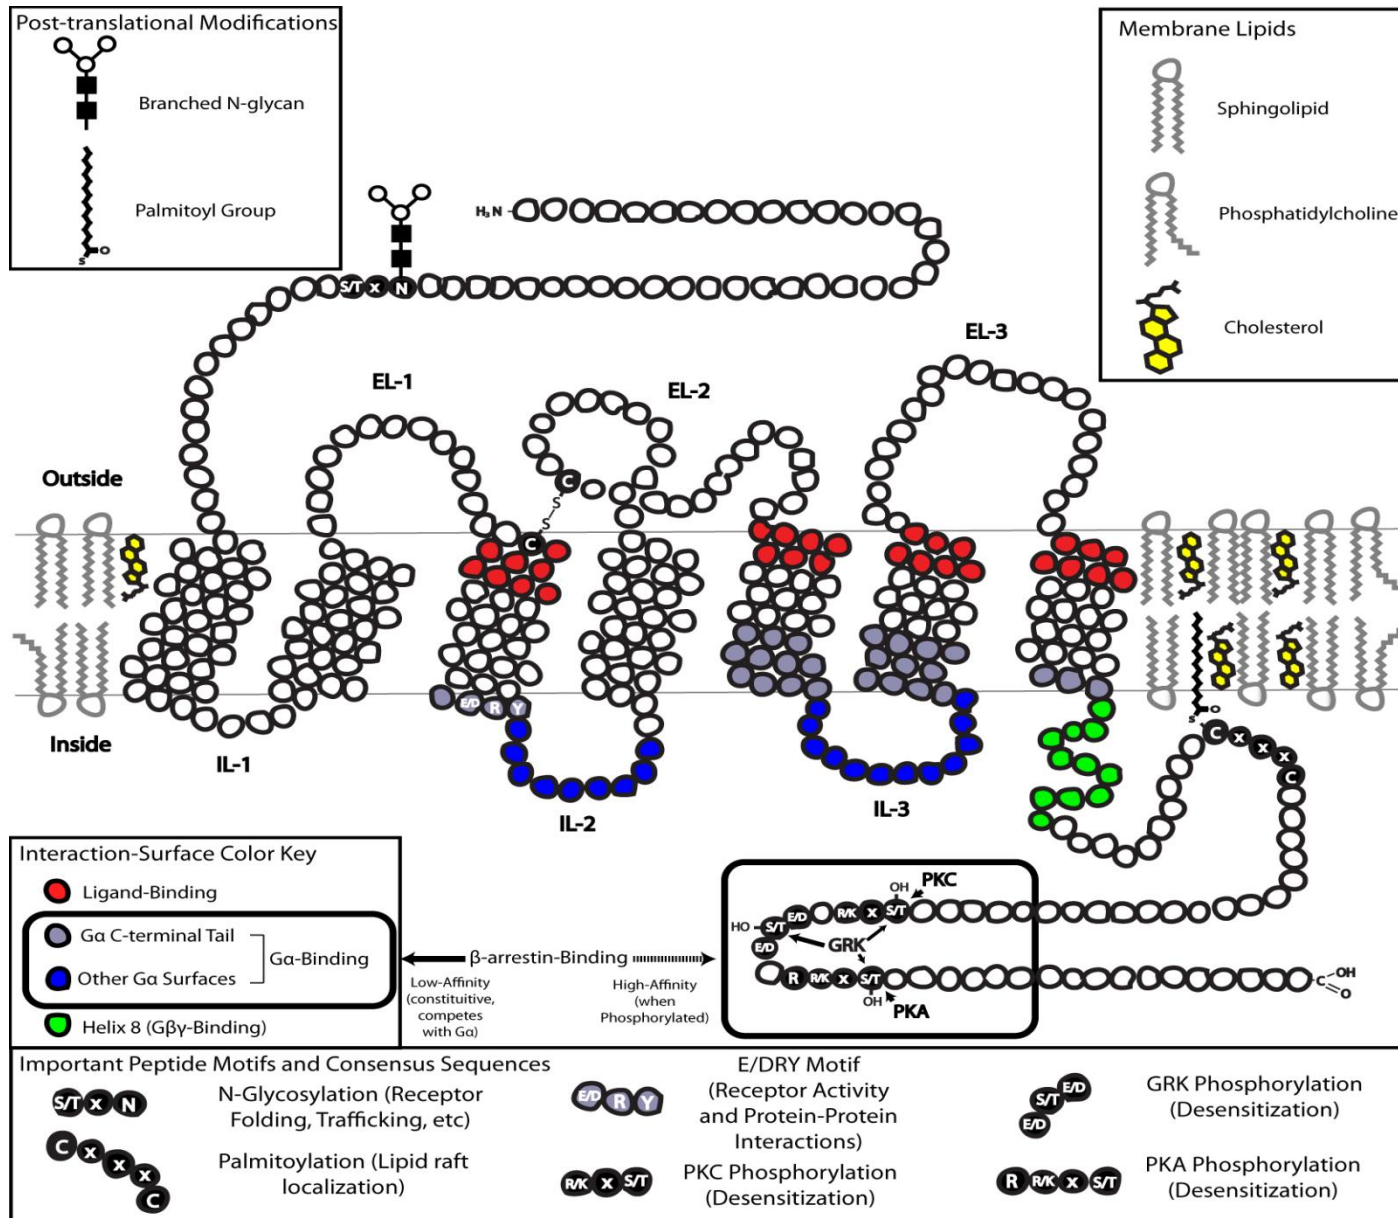 Post-translational Modifications
Branched N-glycan
Palmitoyl Group
O
S
Membrane Lipids
Sphingolipid
Phosphatidylcholine
Cholesterol
H₃N
S/T x N
EL-1
EL-2
EL-3
Outside
C
S
S
C
Inside
E/D R Y
IL-1
IL-2
IL-3
S
O
C x x x C
Interaction-Surface Color Key
Ligand-Binding
Gα C-terminal Tail
Other Gα Surfaces
Gα-Binding
Helix 8 (Gβγ-Binding)
β-arrestin-Binding
Low-Affinity
(constitutive,
competes
with Gα)
High-Affinity
(when
Phosphorylated)
OH
PKC
E/D R/K x S/T
HO S/T
GRK
E/D
R R/K x S/T
OH
PKA
C OH
O
Important Peptide Motifs and Consensus Sequences
S/T x N
N-Glycosylation (Receptor
Folding, Trafficking, etc)
C x x x C
Palmitoylation (Lipid raft
localization)
E/D R Y
E/DRY Motif
(Receptor Activity
and Protein-Protein
Interactions)
R/K x S/T
PKC Phosphorylation
(Desensitization)
E/D S/T E/D
GRK Phosphorylation
(Desensitization)
R R/K x S/T
PKA Phosphorylation
(Desensitization)